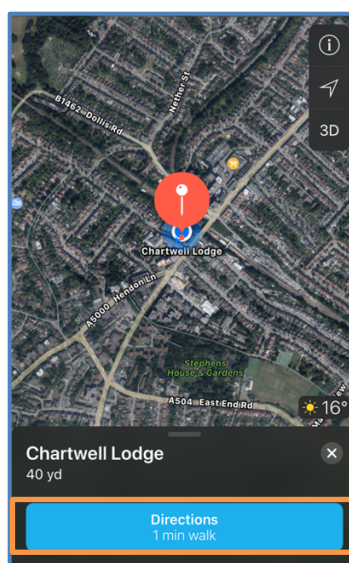 Nether St
B1462 Dollis Rd
3D
Chartwell Lodge
A5000 Hendon Ln
Stephens
House & Gardens
A504 East End Rd
16°
Chartwell Lodge
40 yd
Directions
1 min walk